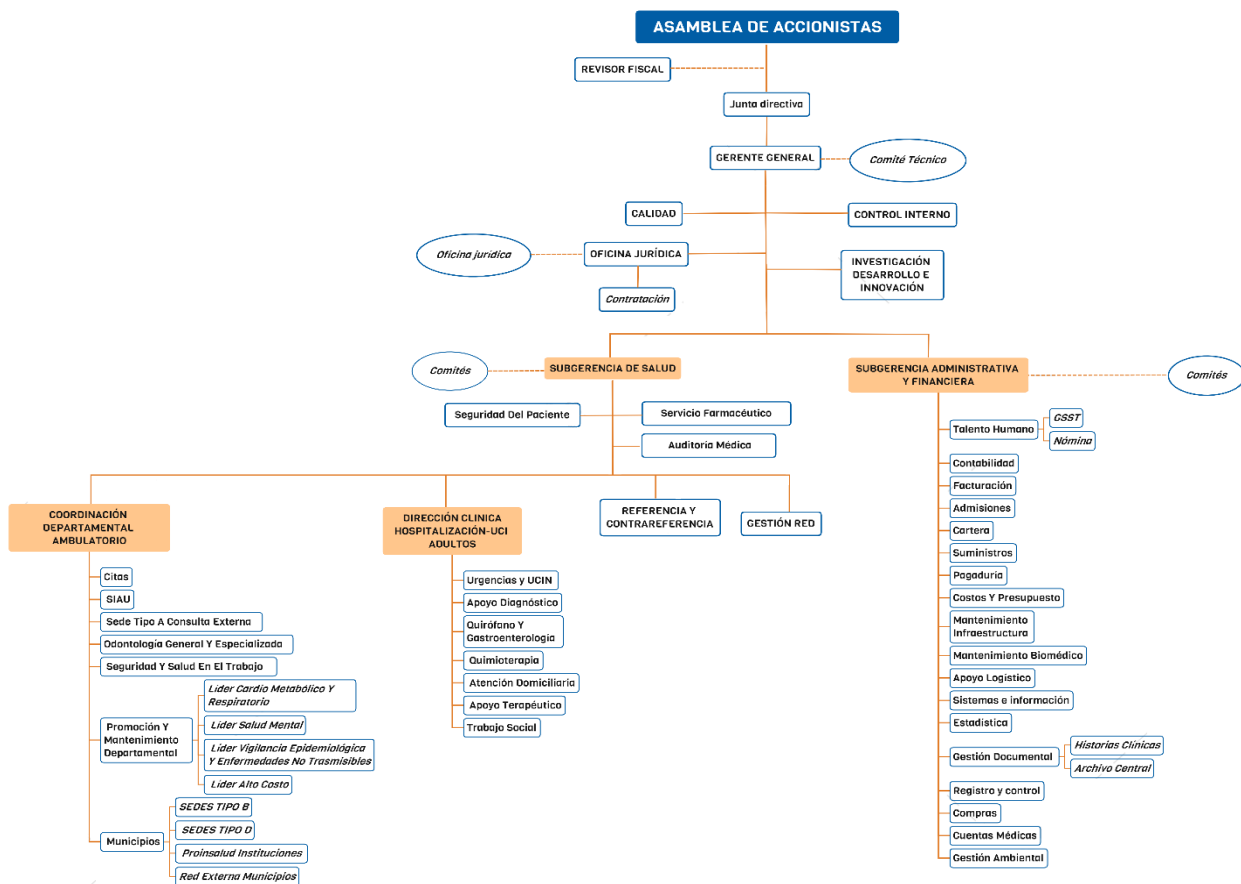 ASAMBLEA DE ACCIONISTAS
REVISOR FISCAL
Junta directiva
GERENTE GENERAL
Comité Técnico
CALIDAD
CONTROL INTERNO
Oficina jurídica
OFICINA JURÍDICA
INVESTIGACIÓN
DESARROLLO E
INNOVACIÓN
Contratación
Comités
SUBGERENCIA DE SALUD
SUBGERENCIA ADMINISTRATIVA
Y FINANCIERA
Comités
Seguridad Del Paciente
Servicio Farmacéutico
Auditoría Médica
COORDINACIÓN
DEPARTAMENTAL
AMBULATORIO
Citas
SIAU
Sede Tipo A Consulta Externa
Odontología General Y Especializada
Seguridad Y Salud En El Trabajo
Promoción Y
Mantenimiento
Departamental
Líder Cardio Metabólico Y
Respiratorio
Líder Salud Mental
Líder Vigilancia Epidemiológica
Y Enfermedades No Trasmisibles
Líder Alto Costo
Municipios
SEDES TIPO B
SEDES TIPO D
Proinsalud Instituciones
Red Externa Municipios
DIRECCIÓN CLINICA
HOSPITALIZACIÓN-UCI
ADULTOS
Urgencias y UCIN
Apoyo Diagnóstico
Quirófano Y
Gastroenterología
Quimioterapia
Atención Domiciliaria
Apoyo Terapéutico
Trabajo Social
REFERENCIA Y
CONTRAREFERENCIA
GESTIÓN RED
Talento Humano
GSST
Nómina
Contabilidad
Facturación
Admisiones
Cartera
Suministros
Pagaduría
Costos Y Presupuesto
Mantenimiento
Infraestructura
Mantenimiento Biomédico
Apoyo Logístico
Sistemas e información
Estadística
Gestión Documental
Historias Clínicas
Archivo Central
Registro y control
Compras
Cuentas Médicas
Gestión Ambiental